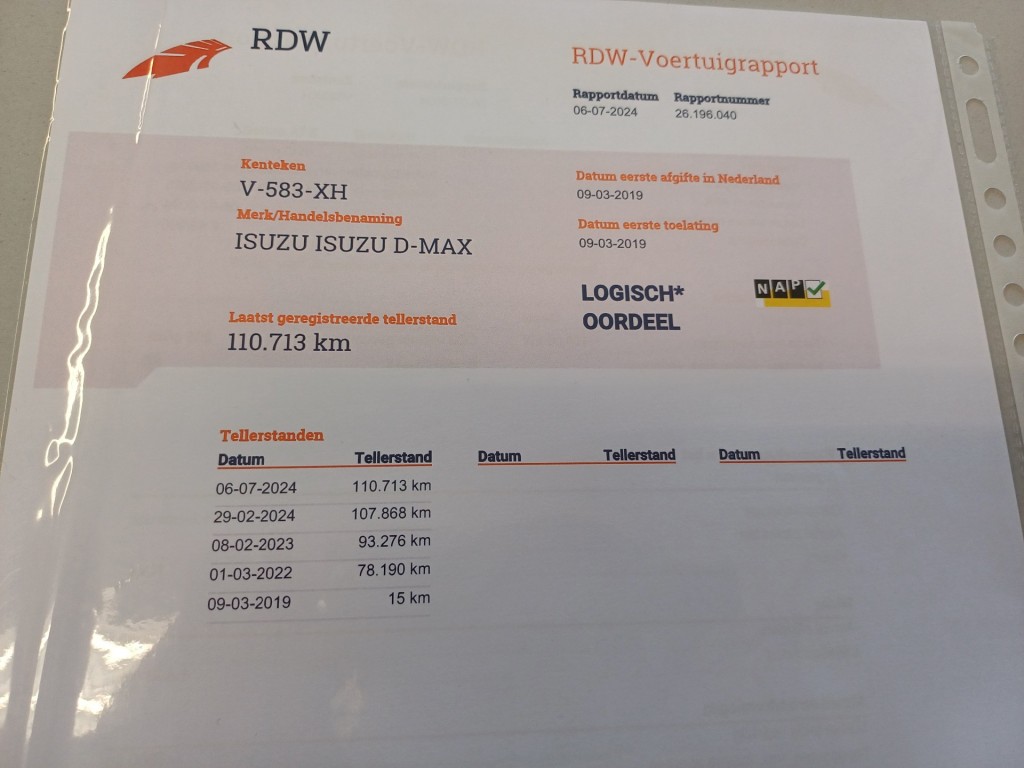 RDW
RDW-Voertuigrapport
Rapportdatum Rapportnummer
06-07-2024 26.196.040
Kenteken
V-583-XH
Merk/Handelsbenaming
ISUZU ISUZU D-MAX
Datum eerste afgifte in Nederland
09-03-2019
Datum eerste toelating
09-03-2019
Laatst geregistreerde tellerstand
110.713 km
LOGISCH*
OORDEEL
NAP
Tellerstanden
Datum Tellerstand Datum Tellerstand Datum Tellerstand
06-07-2024 110.713 km
29-02-2024 107.868 km
08-02-2023 93.276 km
01-03-2022 78.190 km
09-03-2019 15 km